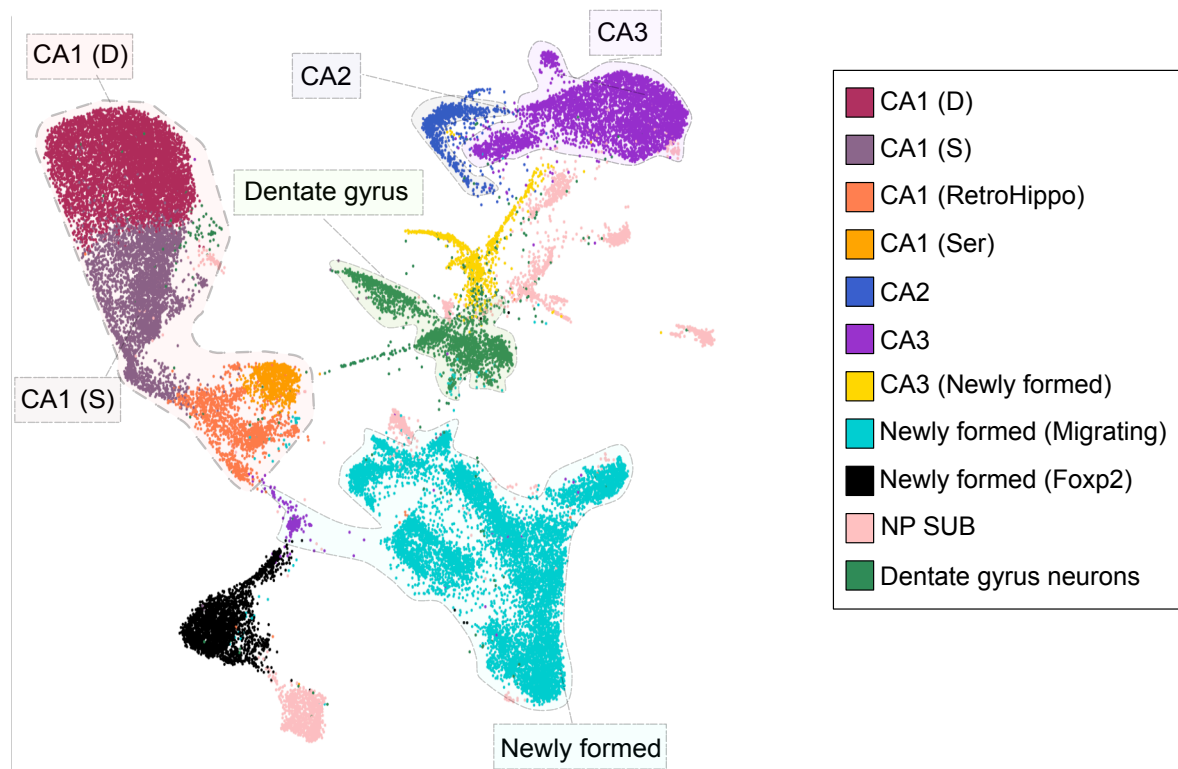 CA3
CA1 (D)
CA2
Dentate gyrus
CA1 (S)
Newly formed
CA1 (D)
CA1 (S)
CA1 (RetroHippo)
CA1 (Ser)
CA2
CA3
CA3 (Newly formed)
Newly formed (Migrating)
Newly formed (Foxp2)
NP SUB
Dentate gyrus neurons